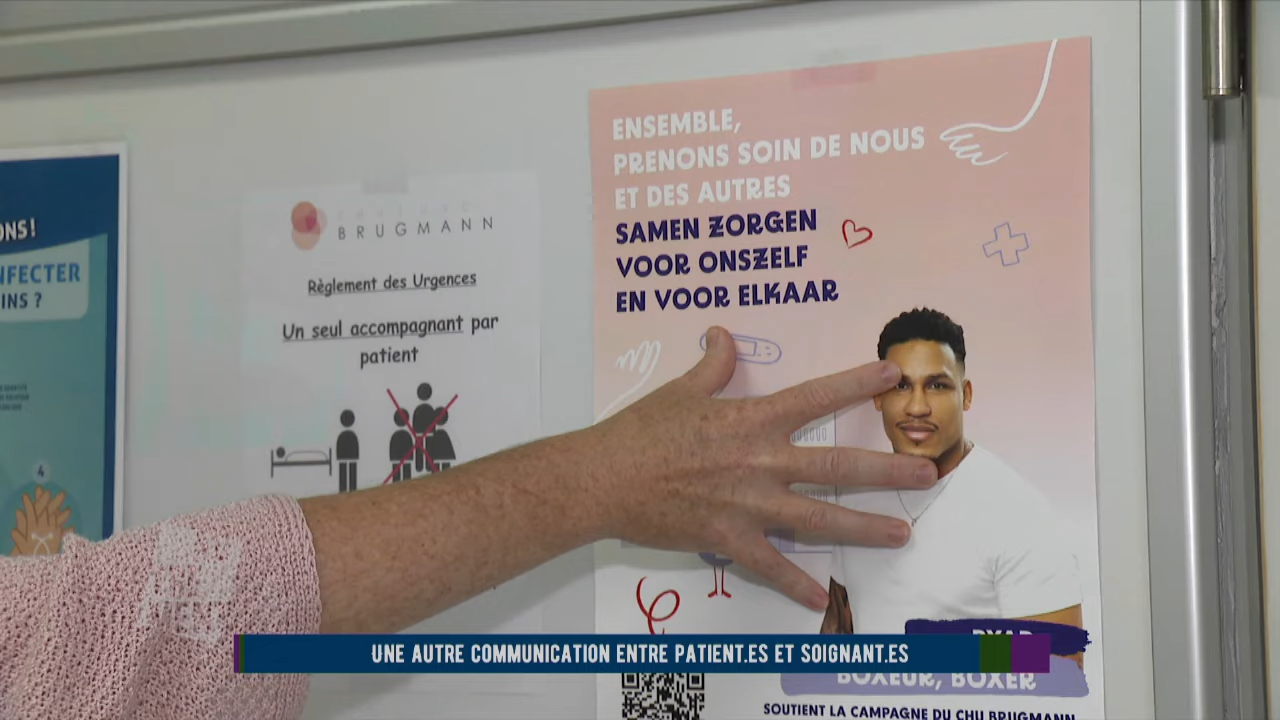 ONS!
NFECTER
INS ?
4
BRUGMANN
Règlement des Urgences
Un seul accompagnant par
patient
ENSEMBLE,
PRENONS SOIN DE NOUS
ET DES AUTRES
SAMEN ZORGEN
VOOR ONSZELF
EN VOOR ELKAAR
BOXEUR, BOXER
SOUTIENT LA CAMPAGNE DU CHU BRUGMANN
UNE AUTRE COMMUNICATION ENTRE PATIENT.ES ET SOIGNANT.ES